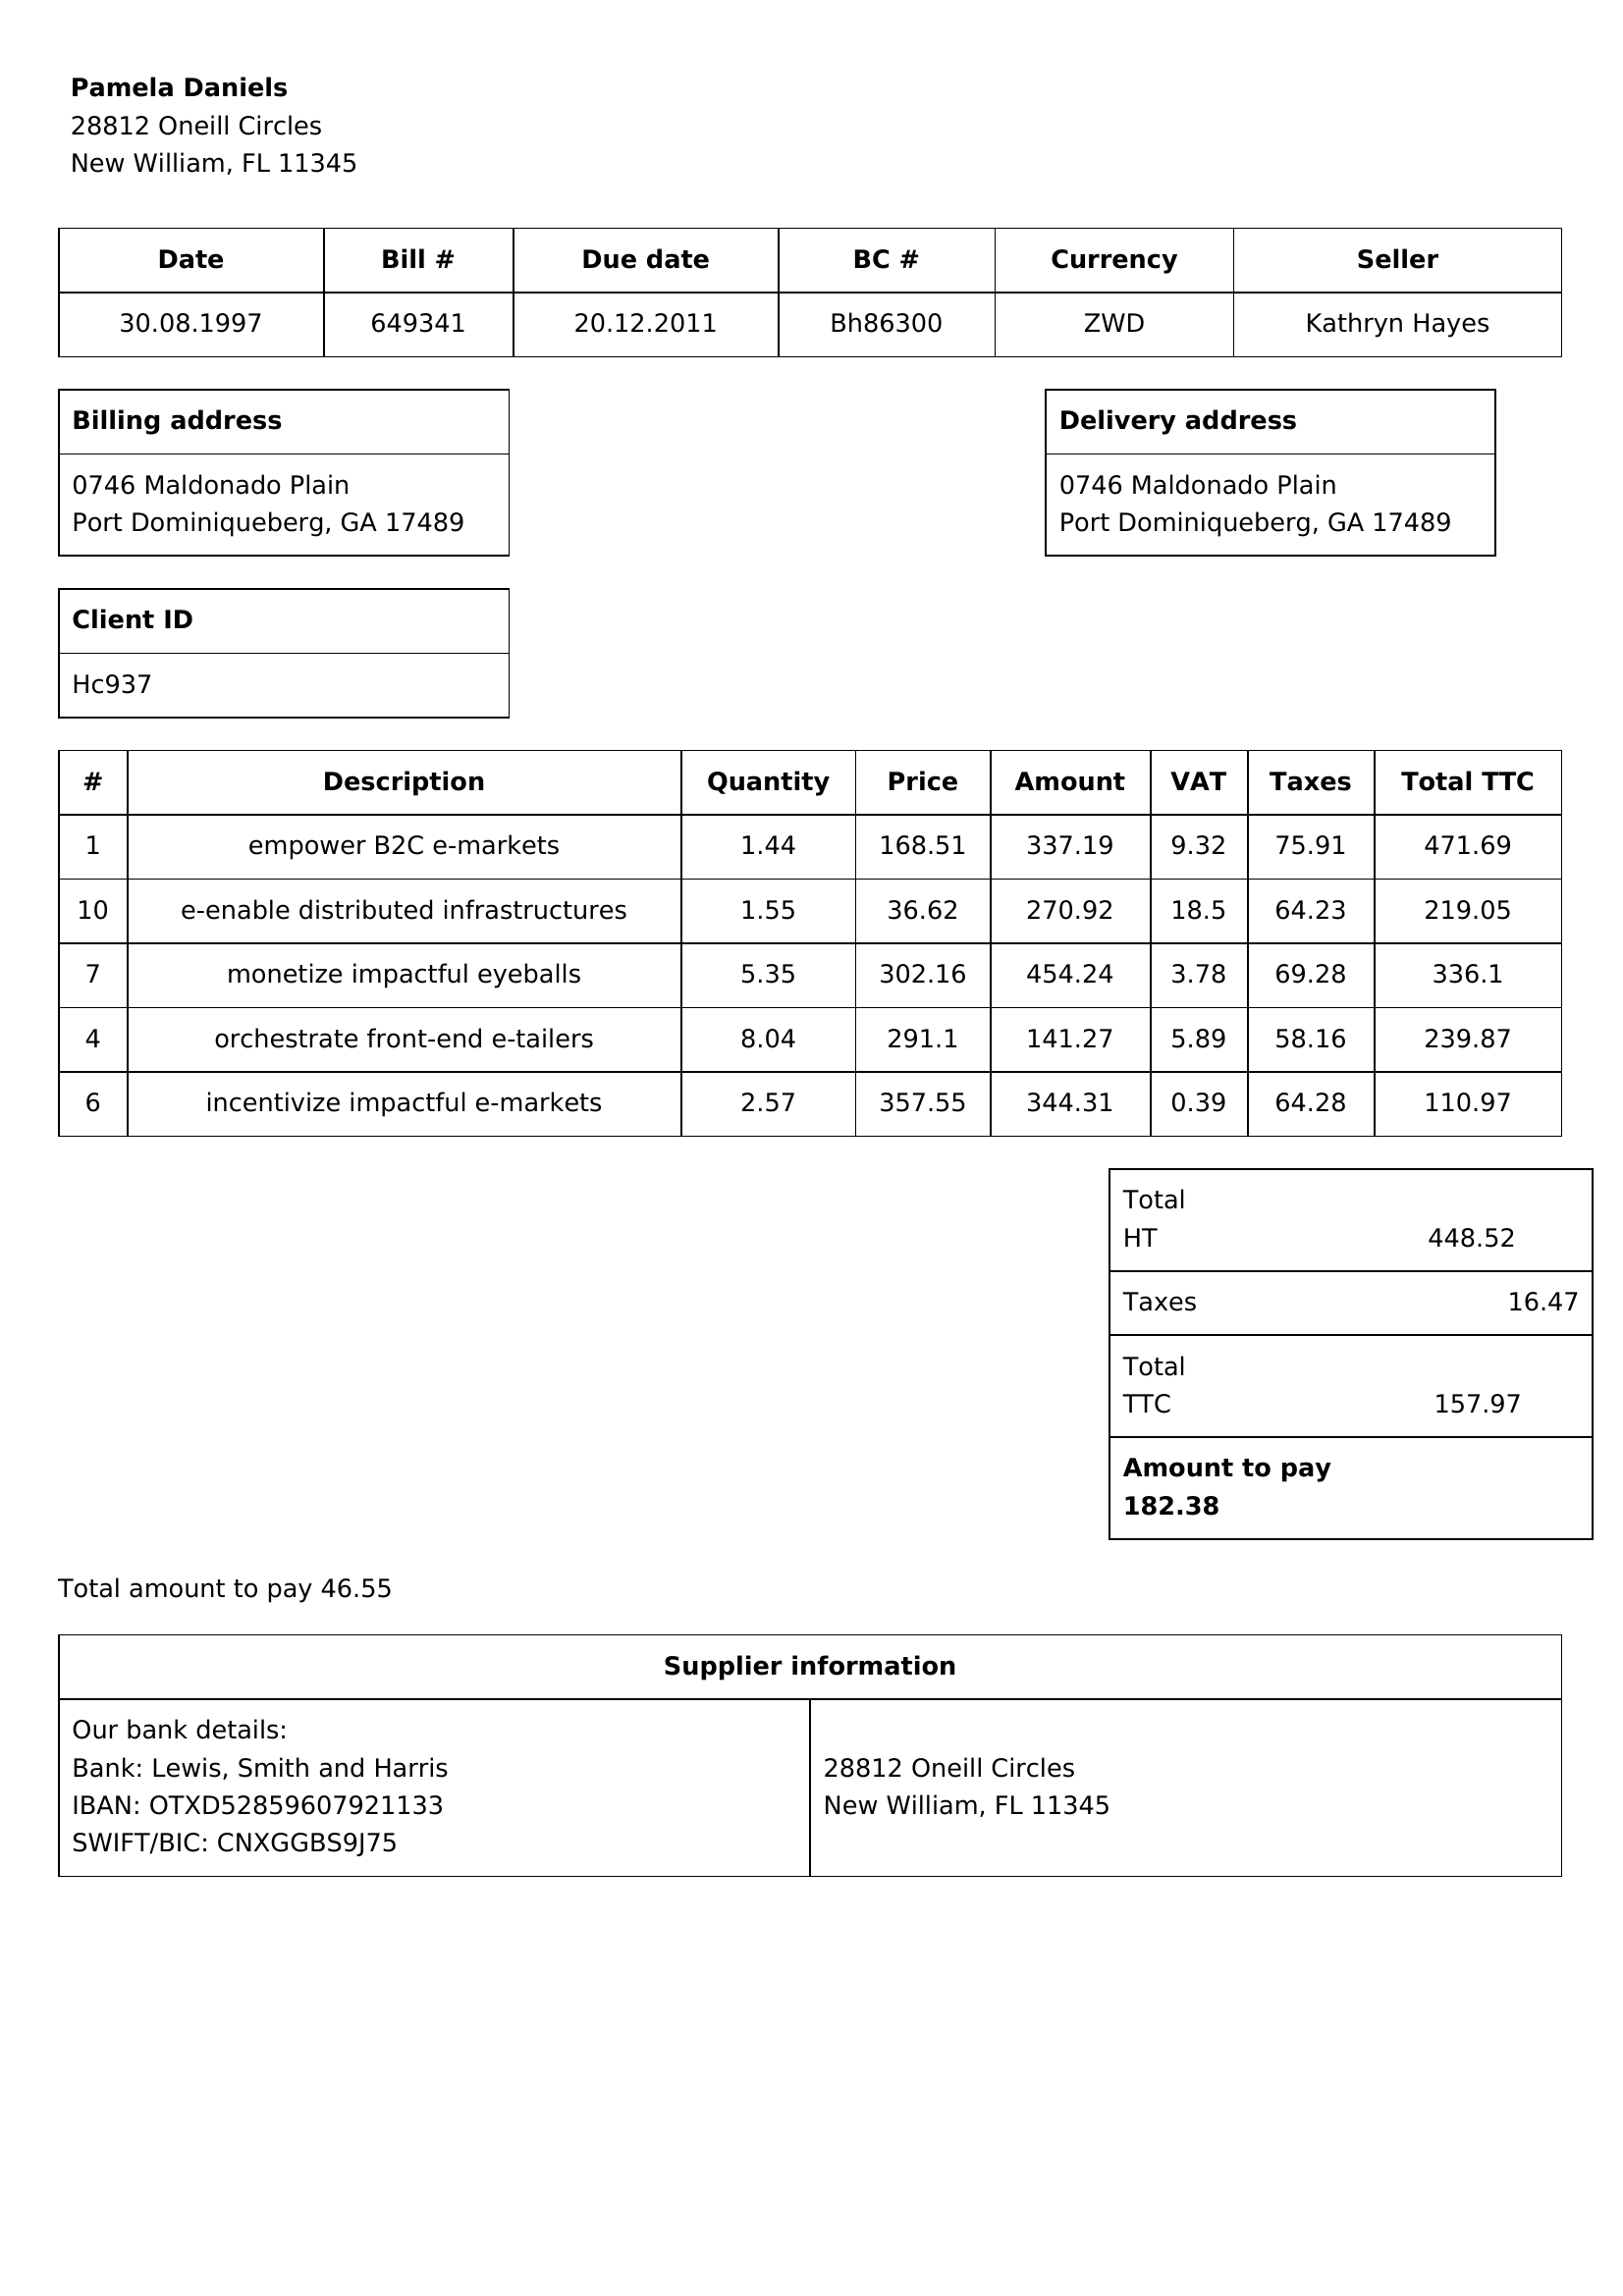 Pamela Daniels
28812 Oneill Circles
New William, FL 11345
Date Bill # Due date BC # Currency Seller
30.08.1997 649341 20.12.2011 Bh86300 ZWD Kathryn Hayes
Billing address
0746 Maldonado Plain
Port Dominiqueberg, GA 17489
Delivery address
0746 Maldonado Plain
Port Dominiqueberg, GA 17489
Client ID
Hc937
# Description Quantity Price Amount VAT Taxes Total TTC
1 empower B2C e-markets 1.44 168.51 337.19 9.32 75.91 471.69
10 e-enable distributed infrastructures 1.55 36.62 270.92 18.5 64.23 219.05
7 monetize impactful eyeballs 5.35 302.16 454.24 3.78 69.28 336.1
4 orchestrate front-end e-tailers 8.04 291.1 141.27 5.89 58.16 239.87
6 incentivize impactful e-markets 2.57 357.55 344.31 0.39 64.28 110.97
Total
HT 448.52
Taxes 16.47
Total
TTC 157.97
Amount to pay
182.38
Total amount to pay 46.55
Supplier information
Our bank details:
Bank: Lewis, Smith and Harris
IBAN: OTXD52859607921133
SWIFT/BIC: CNXGGBS9J75
28812 Oneill Circles
New William, FL 11345